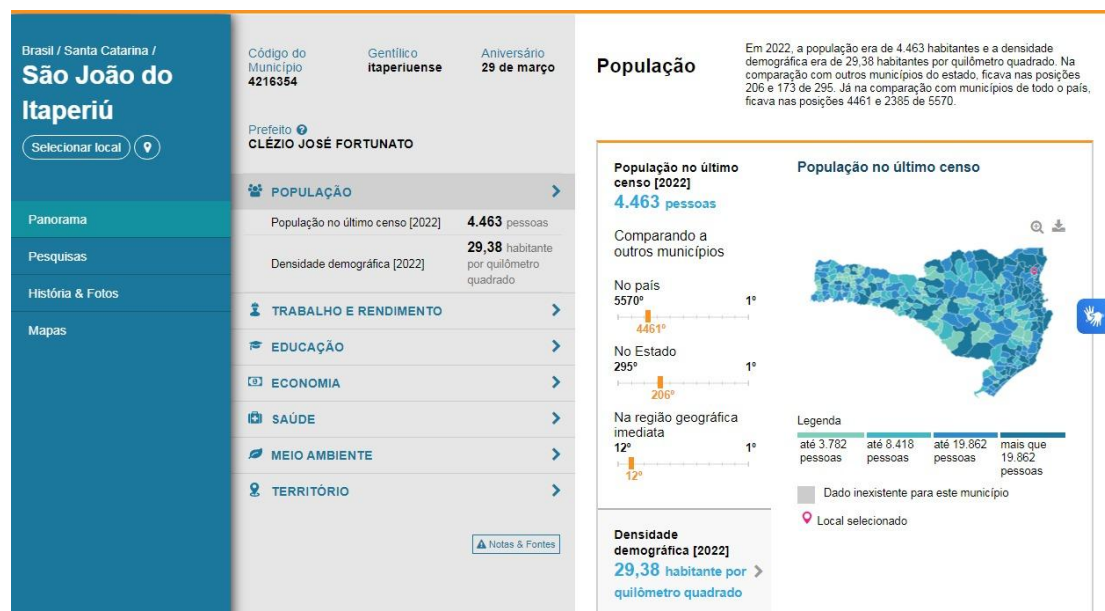 Brasil / Santa Catarina /
São João do
Itaperiú
Selecionar local
Panorama
Pesquisas
História & Fotos
Mapas
Código do
Município
4216354
Gentílico
itaperiuense
Aniversário
29 de março
Prefeito
CLÉZIO JOSÉ FORTUNATO
POPULAÇÃO
População no último censo [2022] 4.463 pessoas
Densidade demográfica [2022] 29,38 habitante
por quilômetro
quadrado
TRABALHO E RENDIMENTO
EDUCAÇÃO
ECONOMIA
SAÚDE
MEIO AMBIENTE
TERRITÓRIO
Notas & Fontes
População
Em 2022, a população era de 4.463 habitantes e a densidade
demográfica era de 29,38 habitantes por quilômetro quadrado. Na
comparação com outros municípios do estado, ficava nas posições
206 e 173 de 295. Já na comparação com municípios de todo o país,
ficava nas posições 4461 e 2385 de 5570.
População no último
censo [2022]
4.463 pessoas
Comparando a
outros municípios
No país
5570º 1º
4461º
No Estado
295º 1º
206º
Na região geográfica
imediata
12º 1º
12º
Densidade
demográfica [2022]
29,38 habitante por
quilômetro quadrado
População no último censo
Legenda
até 3.782
pessoas
até 8.418
pessoas
até 19.862
pessoas
mais que
19.862
pessoas
Dado inexistente para este município
Local selecionado